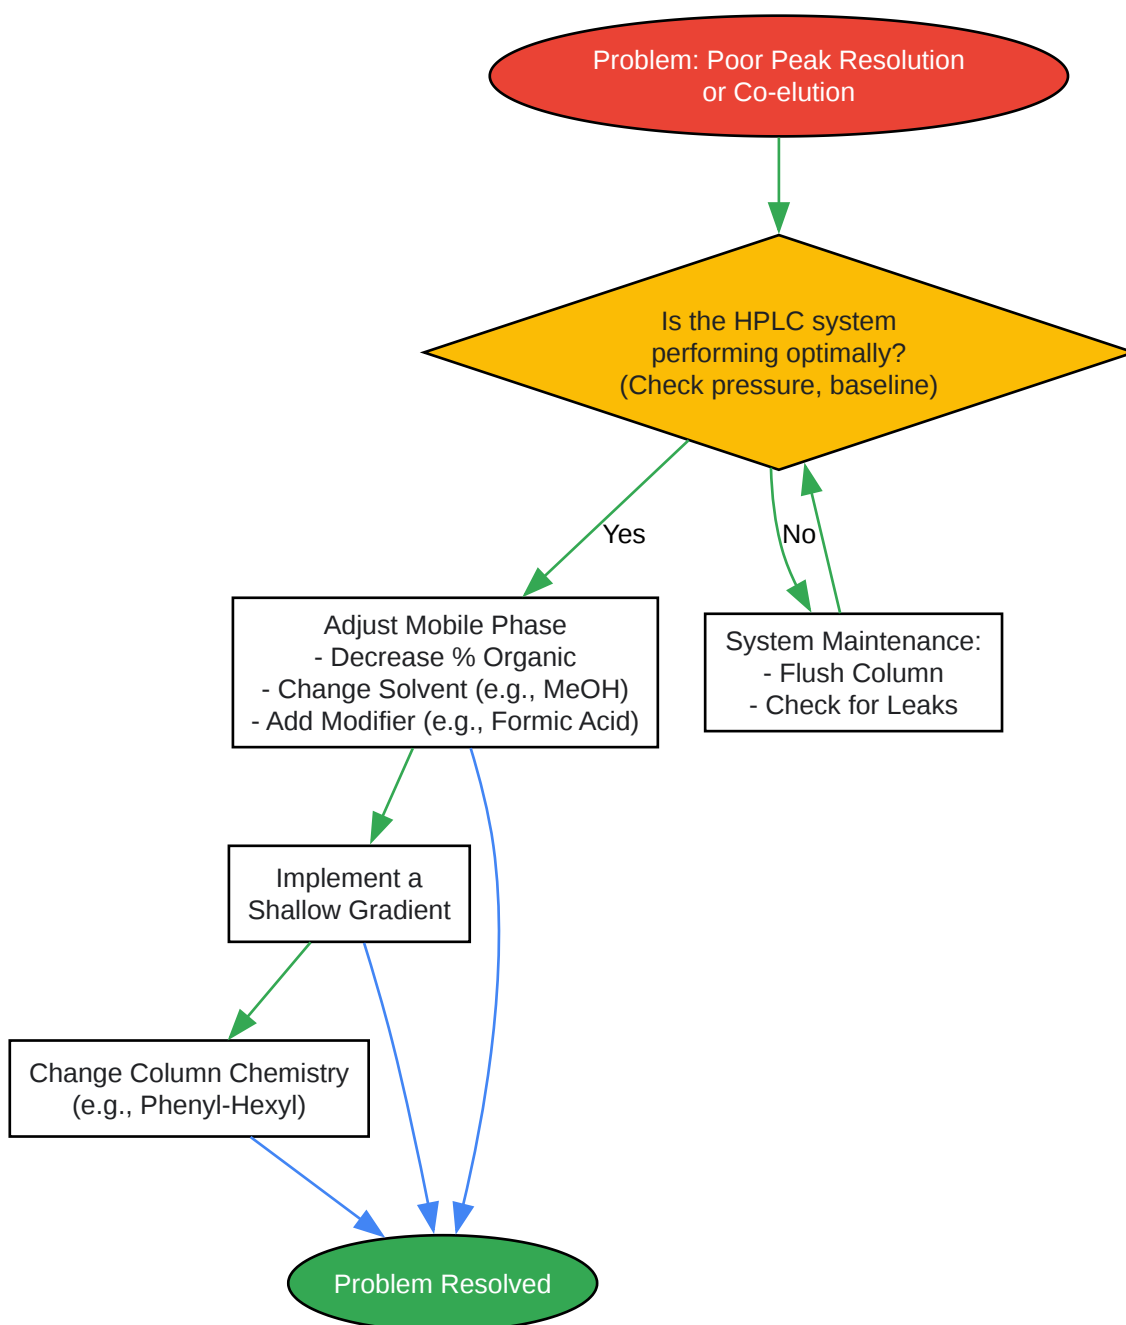 Problem: Poor Peak Resolution
or Co-elution
Is the HPLC system
performing optimally?
(Check pressure, baseline)
Yes
No
Adjust Mobile Phase
- Decrease % Organic
- Change Solvent (e.g., MeOH)
- Add Modifier (e.g., Formic Acid)
System Maintenance:
- Flush Column
- Check for Leaks
Implement a
Shallow Gradient
Change Column Chemistry
(e.g., Phenyl-Hexyl)
Problem Resolved